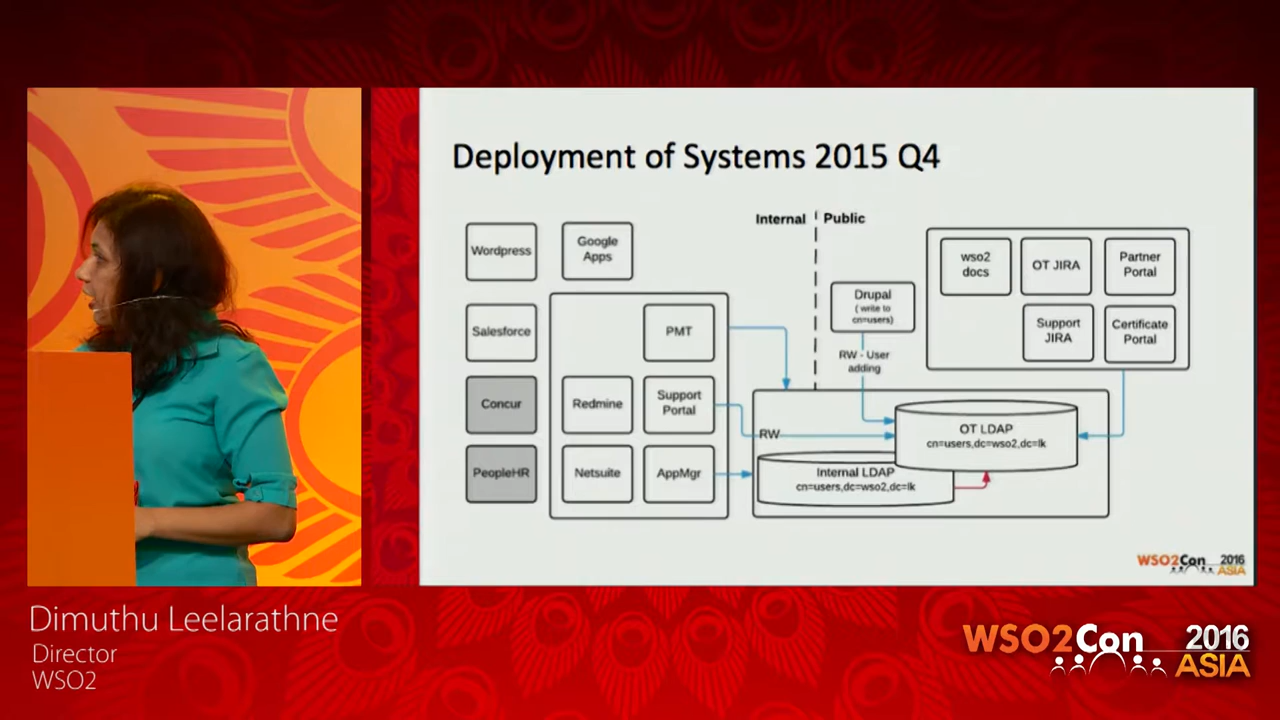 Deployment of Systems 2015 Q4
Internal
Public
Wordpress
Google
Apps
wso2
docs
OT JIRA
Partner
Portal
Drupal
( write to
cn=users)
Salesforce
PMT
Support
JIRA
Certificate
Portal
RW - User
adding
Concur
Redmine
Support
Portal
RW
OT LDAP
cn=users,dc=wso2,dc=lk
PeopleHR
Netsuite
AppMgr
Internal LDAP
cn=users,dc=wso2,dc=lk
WSO2Con 2016
ASIA
Dimuthu Leelarathne
Director
WSO2
WSO2Con 2016
ASIA